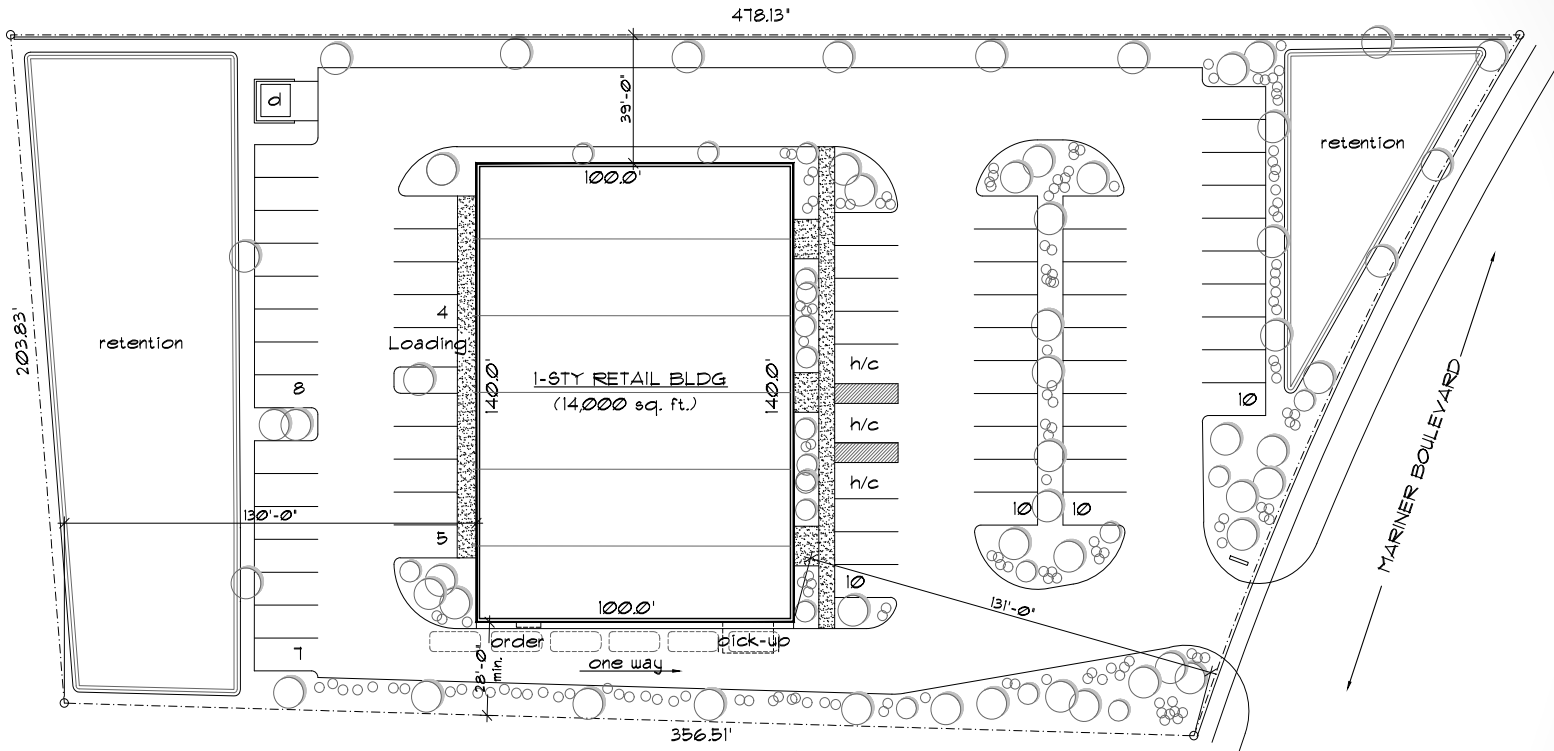 478.13'
39'-0"
d
100.0'
retention
203.83'
retention
4
Loading
140.0'
1-STY RETAIL BLDG
(14,000 sq. ft.)
140.0'
h/c
h/c
h/c
8
10
MARINER BOULEVARD
130'-0"
10
10
5
10
100.0'
131'-0"
order
pick-up
7
28'-0"
min.
one way
356.51'